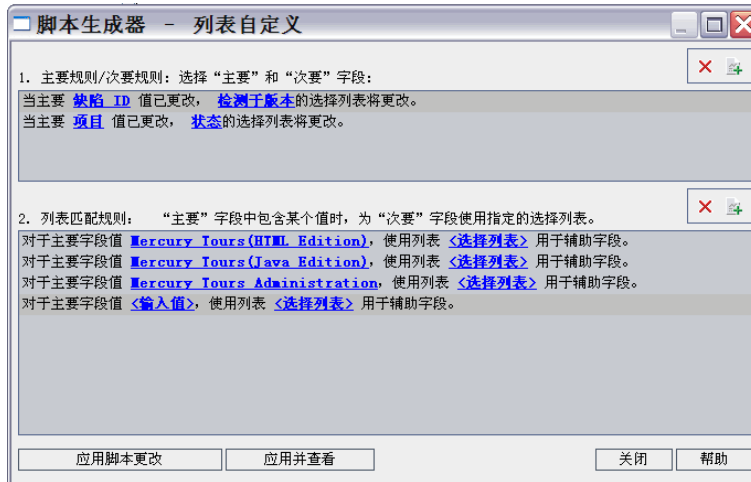 脚本生成器 - 列表自定义
1. 主要规则/次要规则: 选择“主要”和“次要”字段:
当主要 缺陷 ID 值已更改, 检测于版本的选择列表将更改。
当主要 项目 值已更改, 状态的选择列表将更改。
2. 列表匹配规则: “主要”字段中包含某个值时, 为“次要”字段使用指定的选择列表。
对于主要字段值 Mercury Tours(HTML Edition), 使用列表 <选择列表> 用于辅助字段。
对于主要字段值 Mercury Tours(Java Edition), 使用列表 <选择列表> 用于辅助字段。
对于主要字段值 Mercury Tours Administration, 使用列表 <选择列表> 用于辅助字段。
对于主要字段值 <输入值>, 使用列表 <选择列表> 用于辅助字段。
应用脚本更改 应用并查看 关闭 帮助